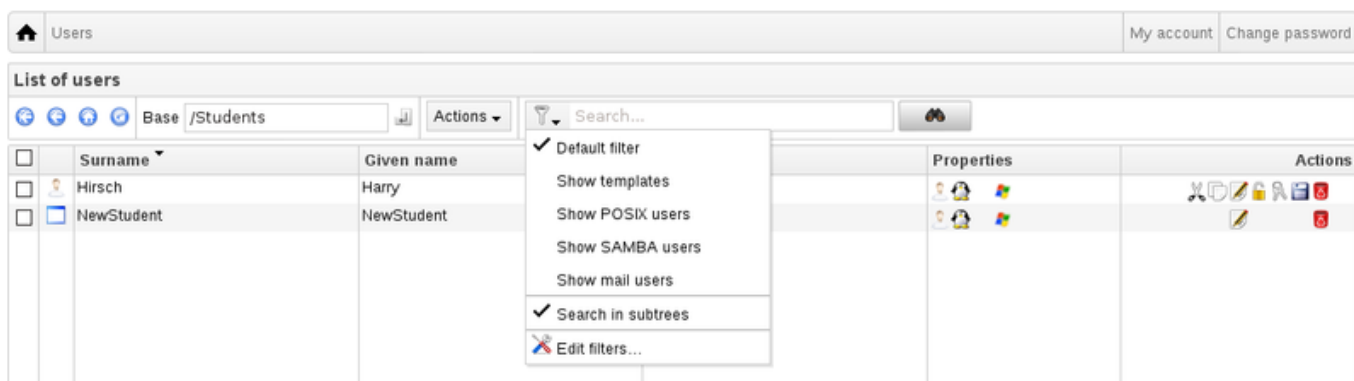 Users My account Change password
List of users
Base /Students Actions Search...
Surname Given name Properties Actions
Default filter
Show templates
Hirsch Harry
Show POSIX users
NewStudent NewStudent
Show SAMBA users
Show mail users
Search in subtrees
Edit filters...